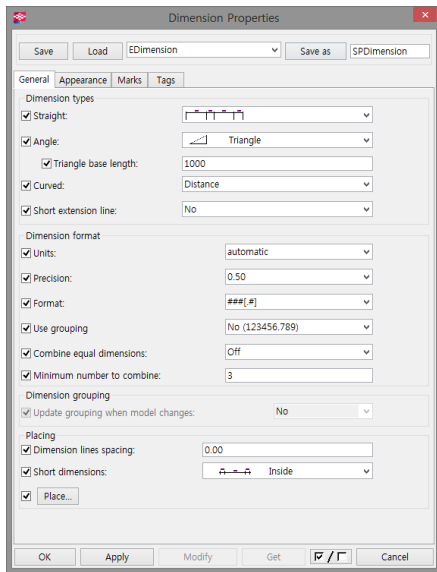 Dimension Properties
Save Load EDimension Save as SPDimension
General Appearance Marks Tags
Dimension types
Straight:
Angle: Triangle
Triangle base length: 1000
Curved: Distance
Short extension line: No
Dimension format
Units: automatic
Precision: 0.50
Format: ###[.#]
Use grouping No (123456.789)
Combine equal dimensions: Off
Minimum number to combine: 3
Dimension grouping
Update grouping when model changes: No
Placing
Dimension lines spacing: 0.00
Short dimensions: Inside
Place...
OK Apply Modify Get / Cancel